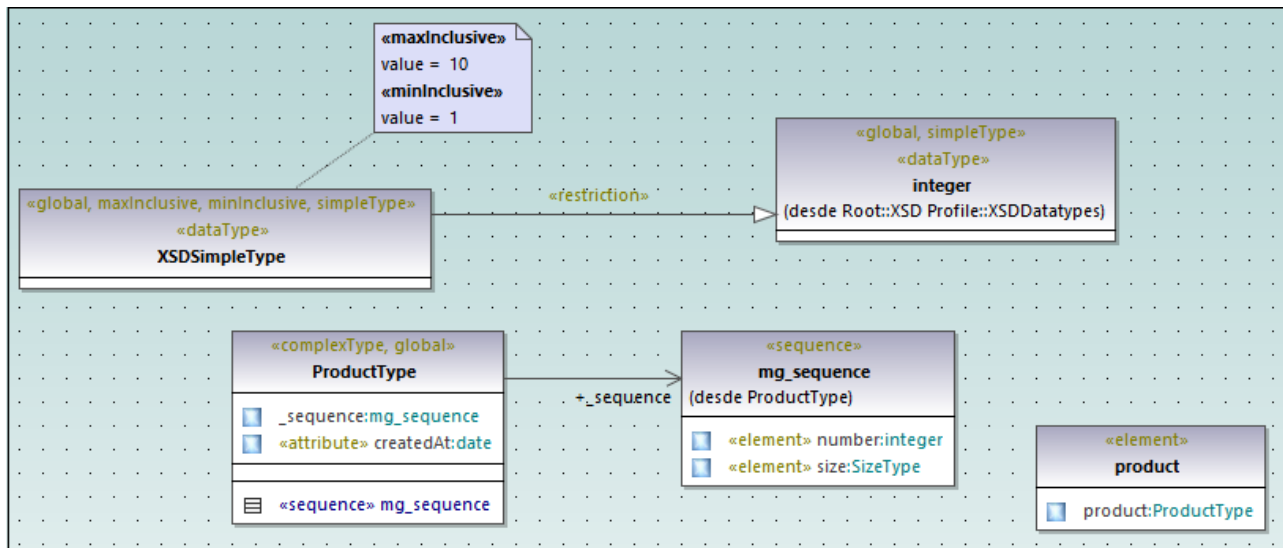 «maxInclusive»
value = 10
«minInclusive»
value = 1
«global, simpleType»
«dataType»
integer
(desde Root::XSD Profile::XSDDatatypes)
«restriction»
«global, maxInclusive, minInclusive, simpleType»
«dataType»
XSDSimpleType
«complexType, global»
ProductType
_sequence:mg_sequence
«attribute» createdAt:date
«sequence» mg_sequence
+_sequence
«sequence»
mg_sequence
(desde ProductType)
«element» number:integer
«element» size:SizeType
«element»
product
product:ProductType